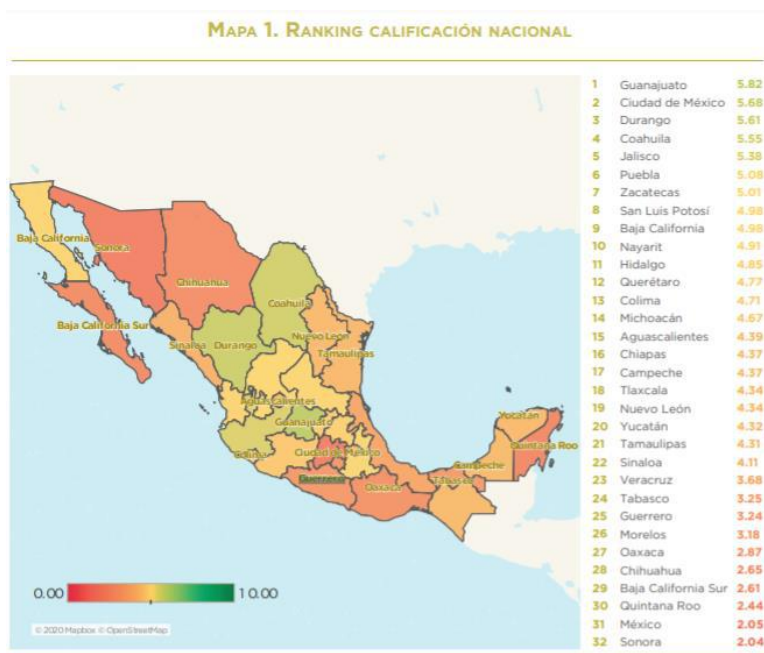 MAPA 1. RANKING CALIFICACIÓN NACIONAL
1 Guanajuato 5.82
2 Ciudad de México 5.68
3 Durango 5.61
4 Coahuila 5.55
5 Jalisco 5.38
6 Puebla 5.08
7 Zacatecas 5.01
8 San Luis Potosí 4.98
9 Baja California 4.98
10 Nayarit 4.91
11 Hidalgo 4.85
12 Querétaro 4.77
13 Colima 4.71
14 Michoacán 4.67
15 Aguascalientes 4.39
16 Chiapas 4.37
17 Campeche 4.37
18 Tlaxcala 4.34
19 Nuevo León 4.34
20 Yucatán 4.32
21 Tamaulipas 4.31
22 Sinaloa 4.11
23 Veracruz 3.68
24 Tabasco 3.25
25 Guerrero 3.24
26 Morelos 3.18
27 Oaxaca 2.87
28 Chihuahua 2.65
29 Baja California Sur 2.61
30 Quintana Roo 2.44
31 México 2.05
32 Sonora 2.04
Baja California
Sonora
Chihuahua
Coahuila
Baja California Sur
Sinaloa
Durango
Nuevo León
Tamaulipas
Aguascalientes
Guanajuato
Yucatán
Quintana Roo
Colima
Ciudad de México
Campeche
Guerrero
Oaxaca
Tabasco
0.00 10.00
© 2020 Mapbox © OpenStreetMap